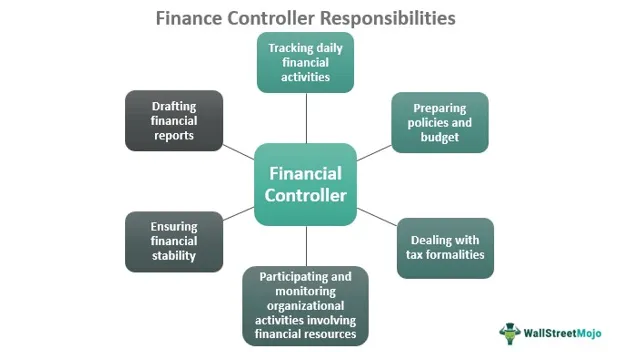 Finance Controller Responsibilities
Tracking daily
financial
activities
Drafting
financial
reports
Preparing
policies and
budget
Financial
Controller
Ensuring
financial
stability
Dealing with
tax formalities
Participating and
monitoring
organizational
activities involving
financial resources
WallStreetMojo